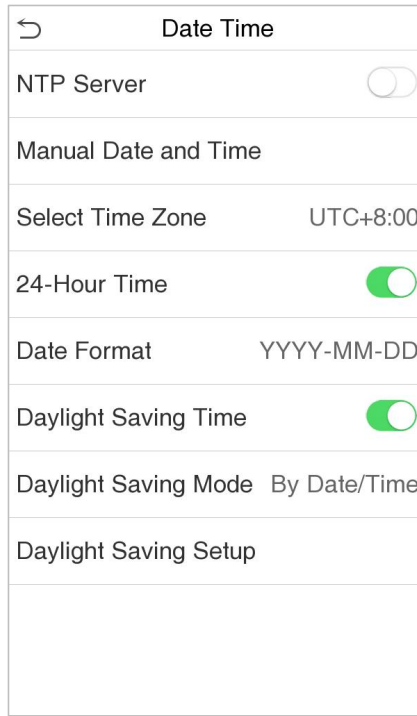 Date Time
NTP Server
Manual Date and Time
Select Time Zone UTC+8:00
24-Hour Time
Date Format YYYY-MM-DD
Daylight Saving Time
Daylight Saving Mode By Date/Time
Daylight Saving Setup